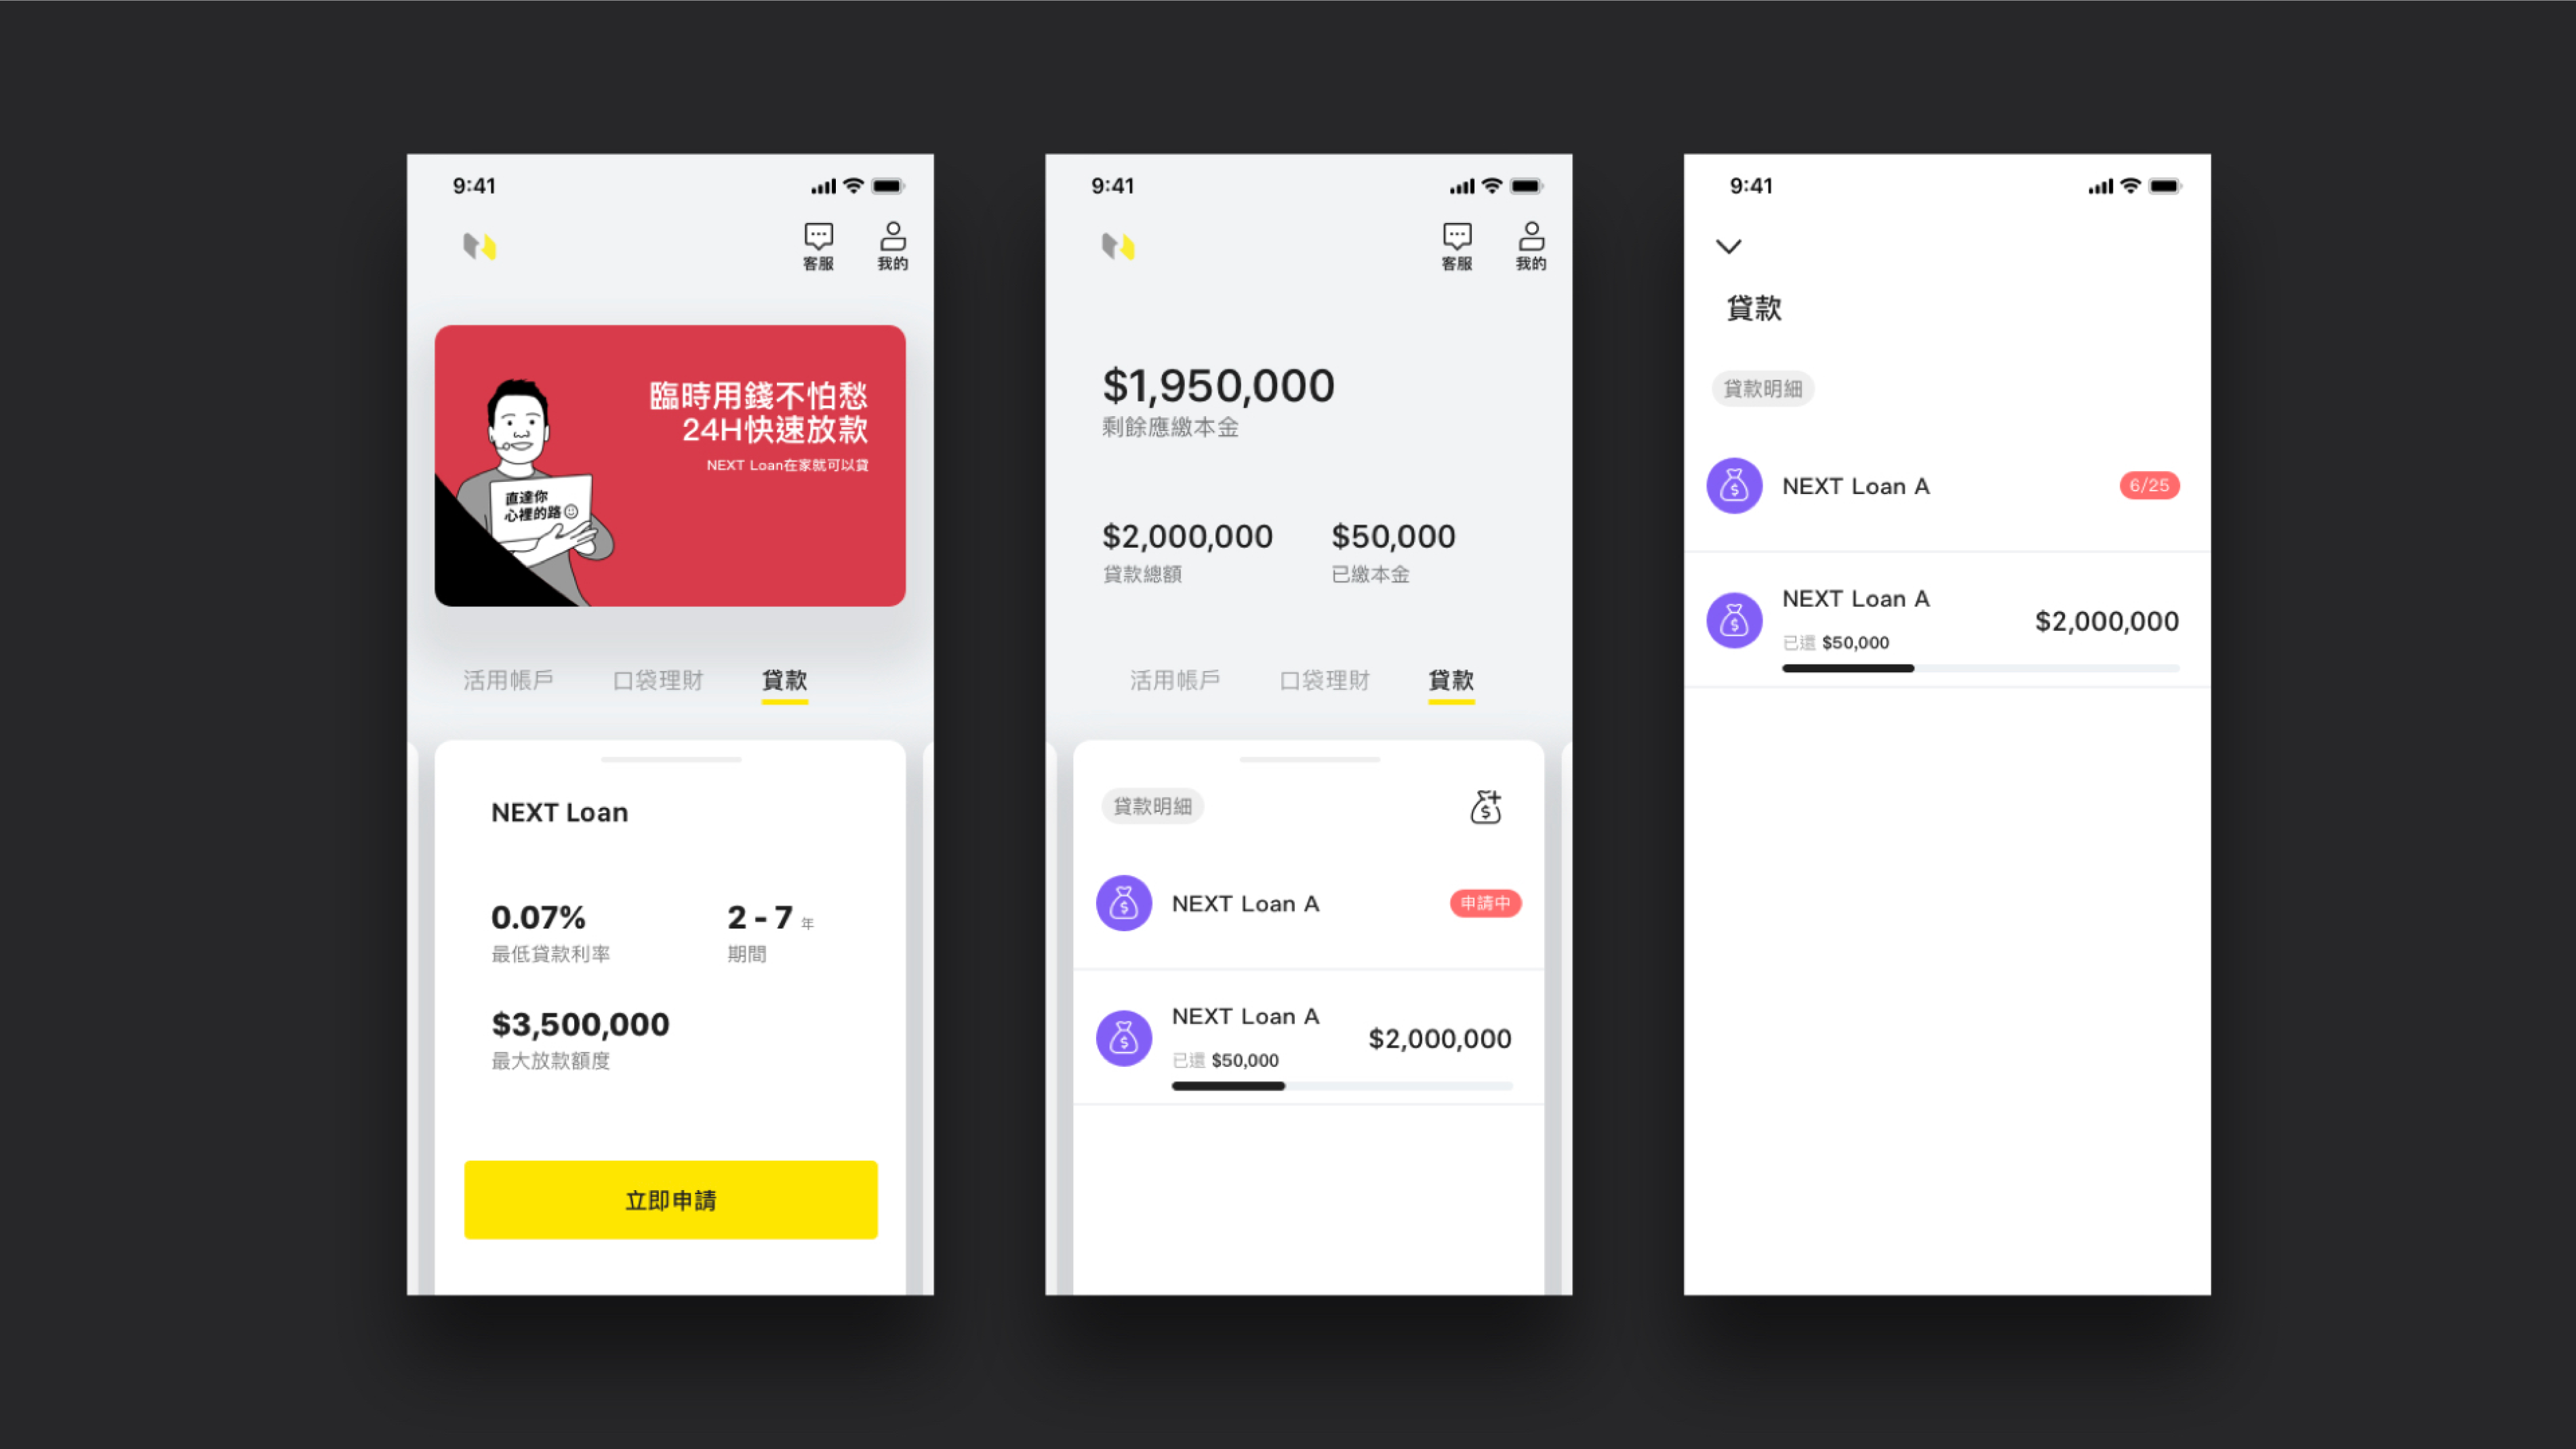 9:41
客服
我的
臨時用錢不怕愁
24H快速放款
NEXT Loan在家就可以貸
直達你
心裡的路
活用帳戶 口袋理財 貸款
NEXT Loan
0.07%
最低貸款利率
2 - 7 年
期間
$3,500,000
最大放款額度
立即申請
9:41
客服
我的
$1,950,000
剩餘應繳本金
$2,000,000
貸款總額
$50,000
已繳本金
活用帳戶 口袋理財 貸款
貸款明細
NEXT Loan A
申請中
NEXT Loan A
已還 $50,000
$2,000,000
9:41
貸款
貸款明細
NEXT Loan A
6/25
NEXT Loan A
已還 $50,000
$2,000,000